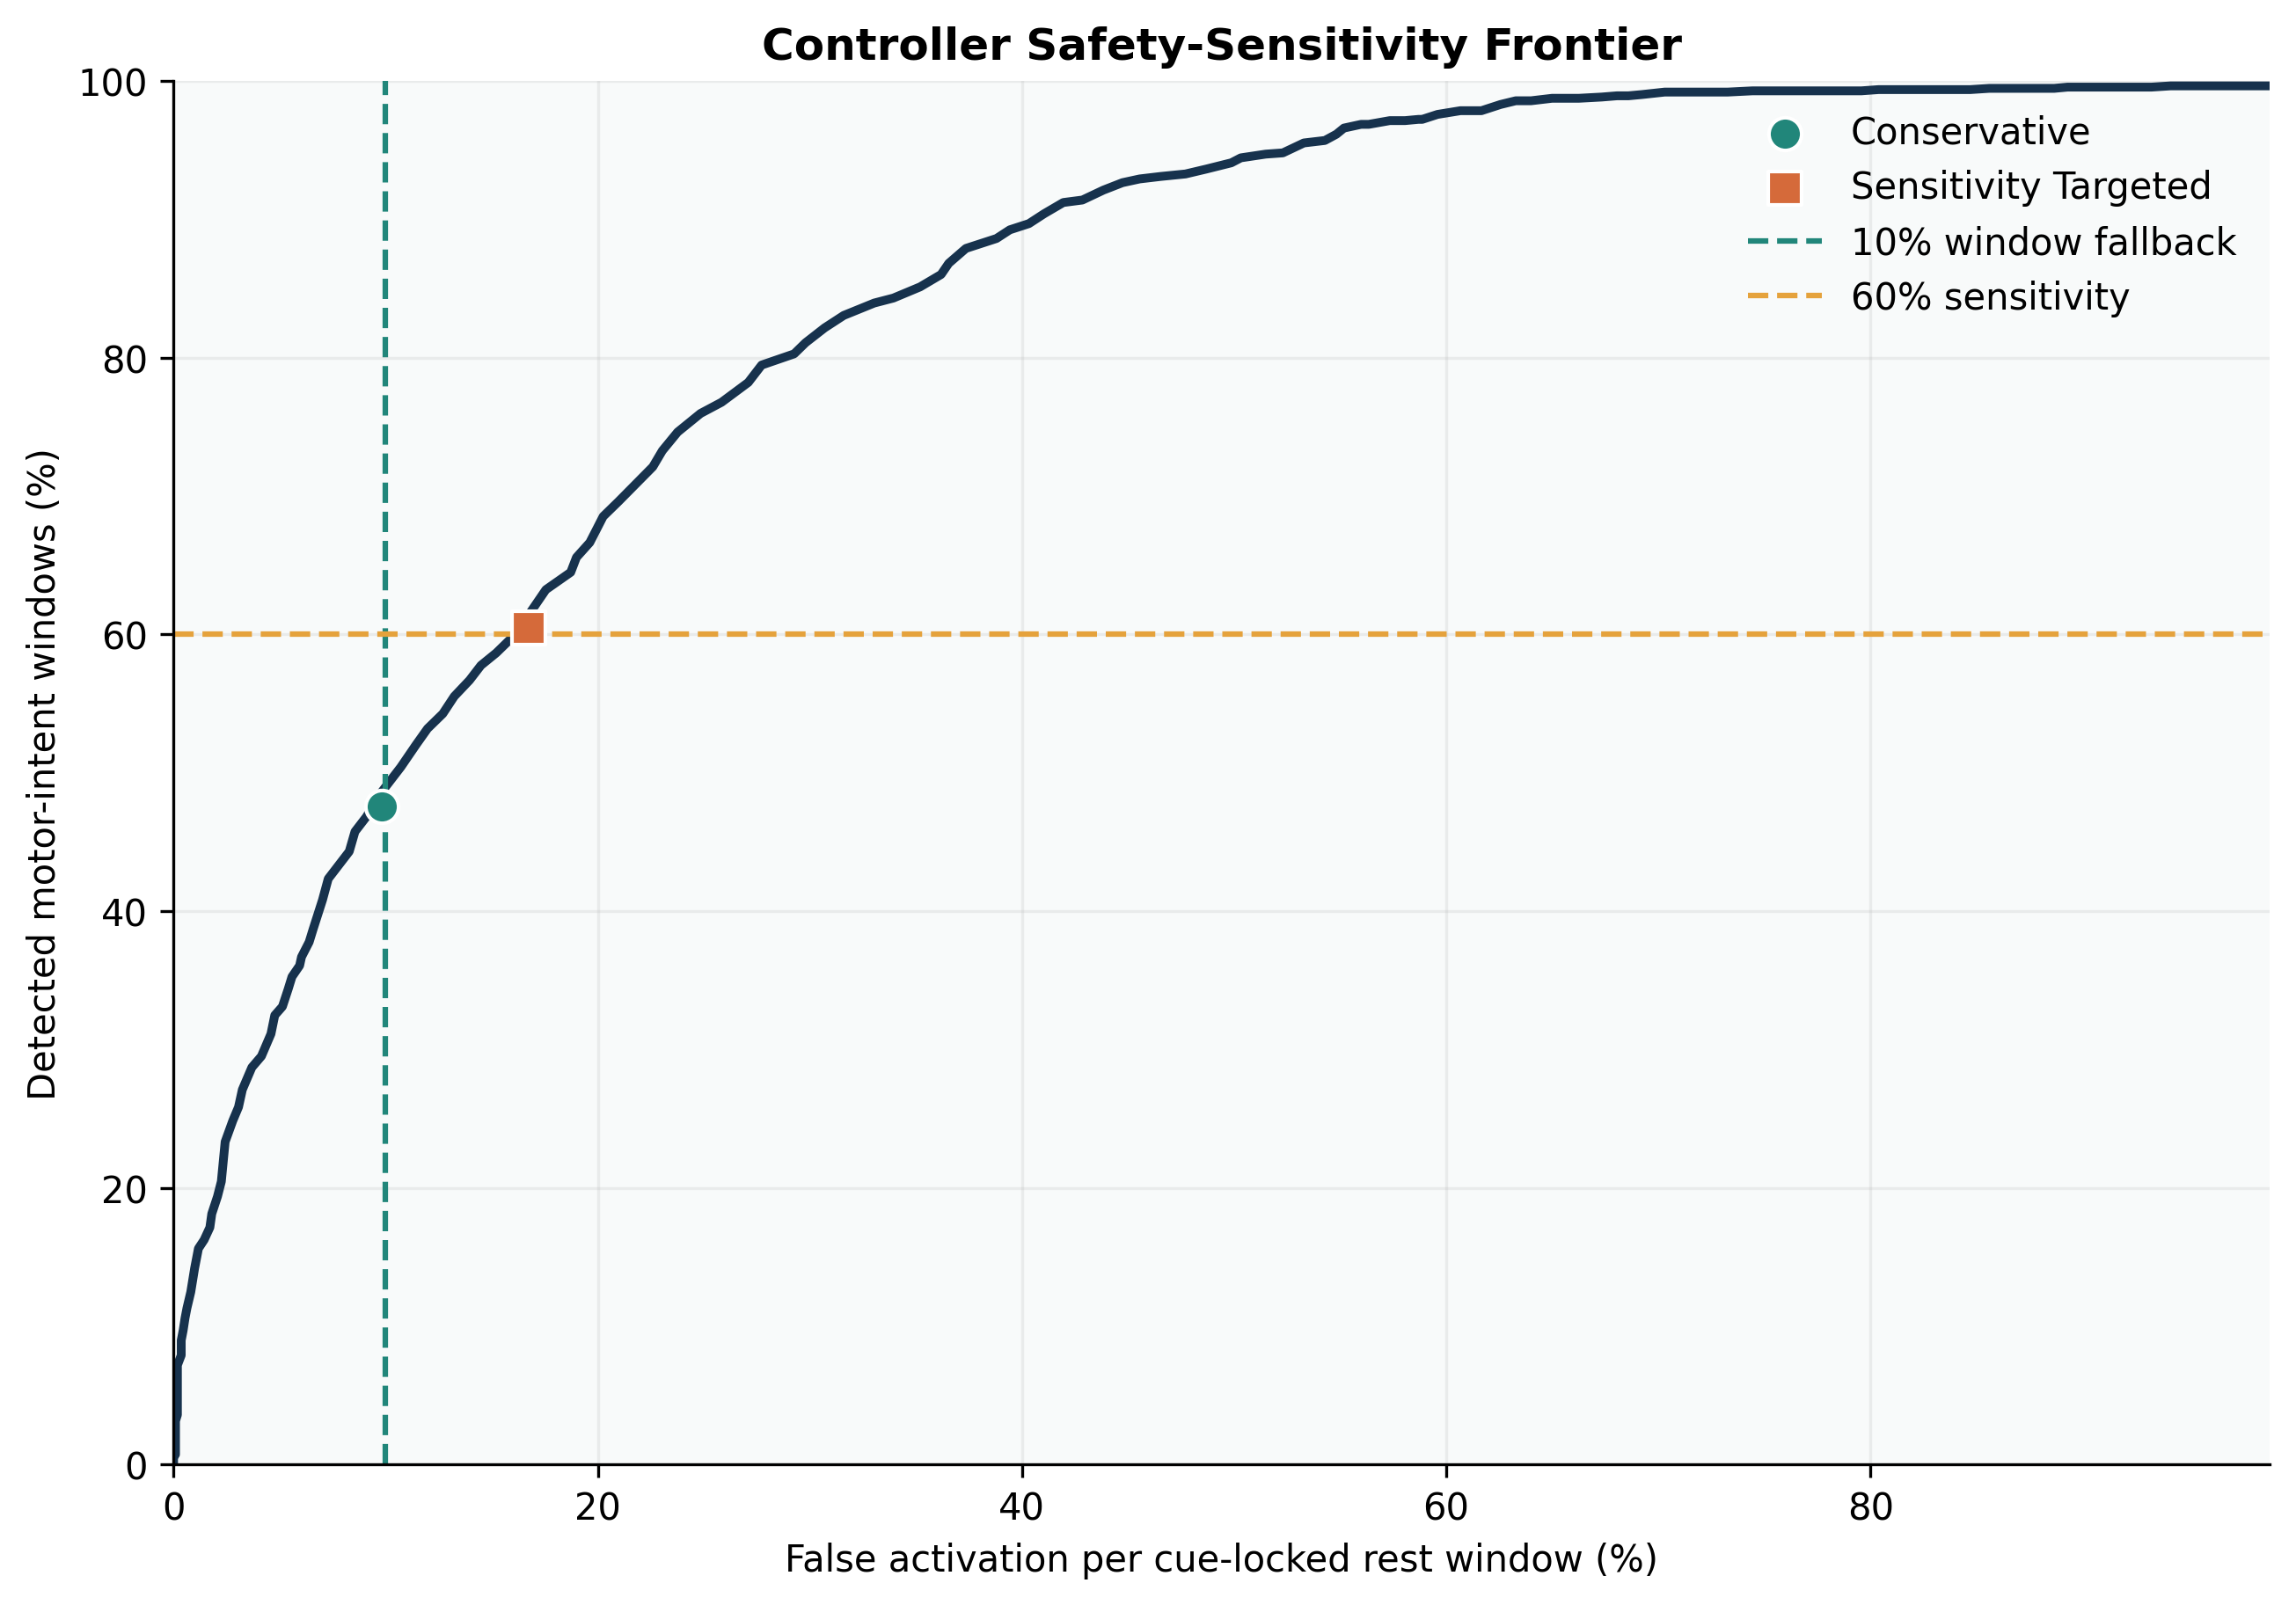 Controller Safety-Sensitivity Frontier
100
80
60
40
20
0
Detected motor-intent windows (%)
Conservative
Sensitivity Targeted
10% window fallback
60% sensitivity
0
20
40
60
80
False activation per cue-locked rest window (%)